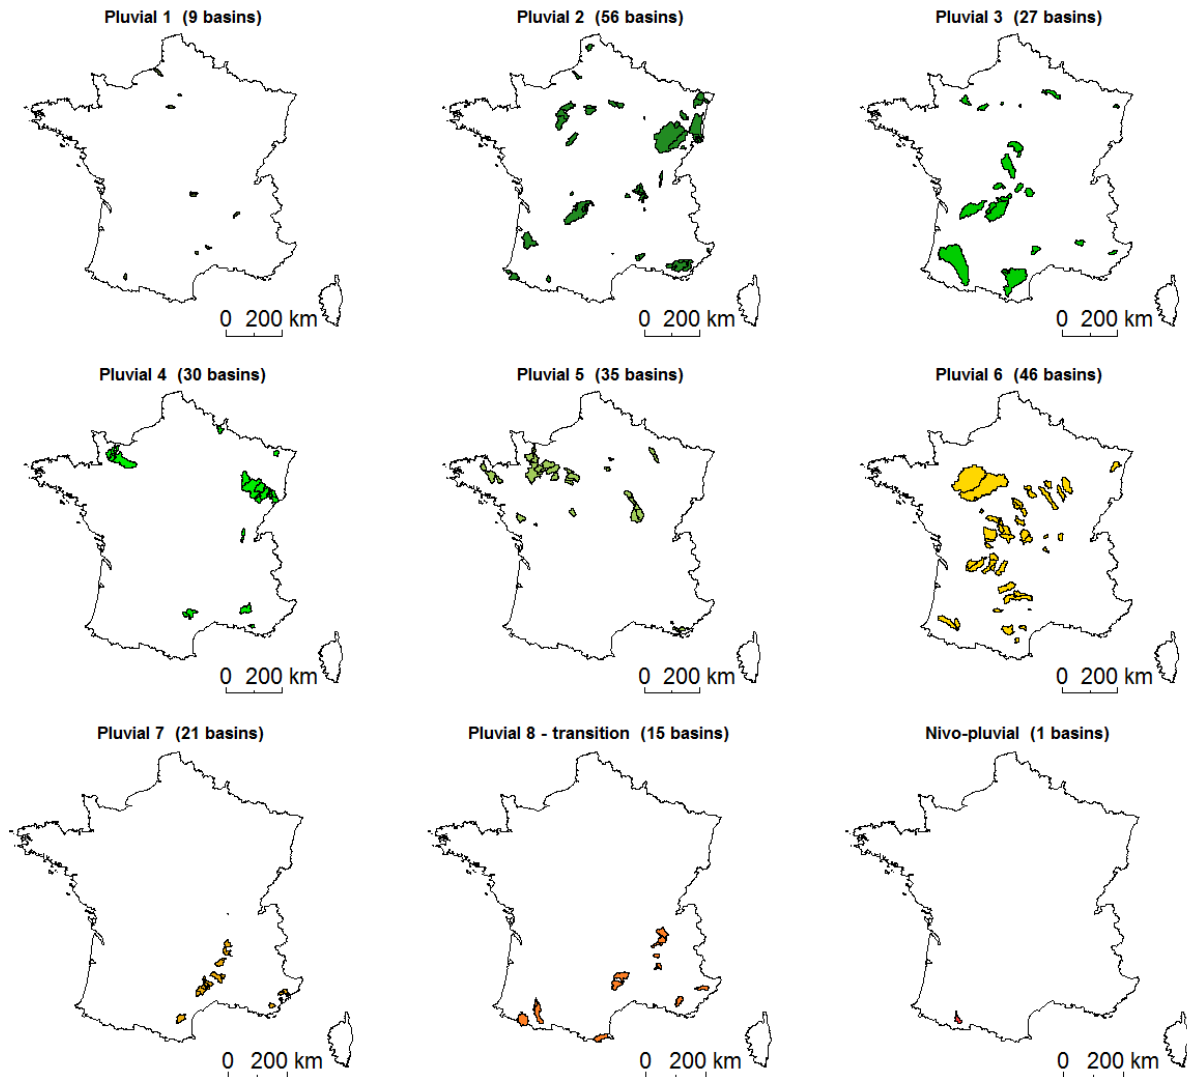 Pluvial 1 (9 basins)
Pluvial 2 (56 basins)
Pluvial 3 (27 basins)
0 200 km
0 200 km
0 200 km
Pluvial 4 (30 basins)
Pluvial 5 (35 basins)
Pluvial 6 (46 basins)
0 200 km
0 200 km
0 200 km
Pluvial 7 (21 basins)
Pluvial 8 - transition (15 basins)
Nivo-pluvial (1 basins)
0 200 km
0 200 km
0 200 km